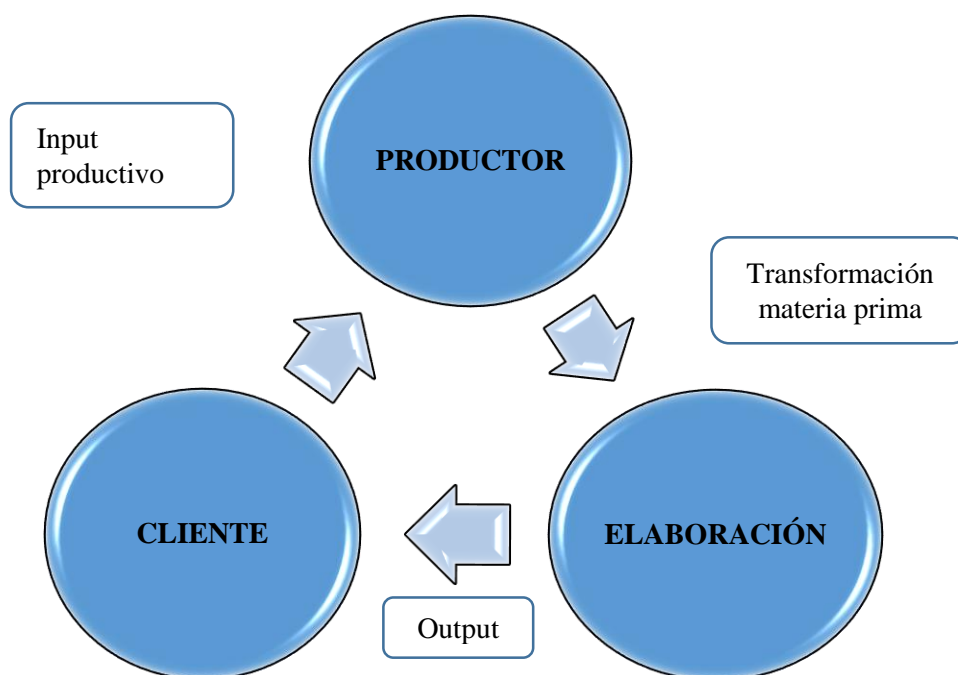 PRODUCTOR
Input
productivo
Transformación
materia prima
CLIENTE
ELABORACIÓN
Output